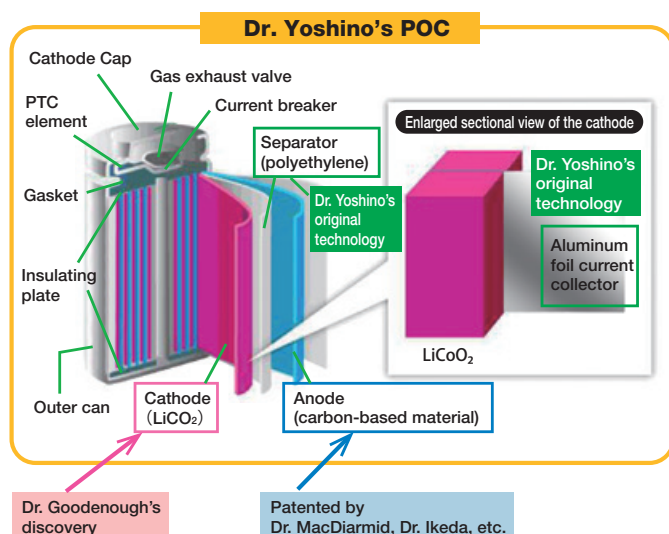 Dr. Yoshino's POC
Cathode Cap
Gas exhaust valve
PTC
element
Current breaker
Separator
(polyethylene)
Gasket
Dr. Yoshino's
original
technology
Insulating
plate
Outer can
Cathode
(LiCO₂)
Anode
(carbon-based material)
Enlarged sectional view of the cathode
Dr. Yoshino's
original
technology
Aluminum
foil current
collector
LiCoO₂
Dr. Goodenough's
discovery
Patented by
Dr. MacDiarmid, Dr. Ikeda, etc.